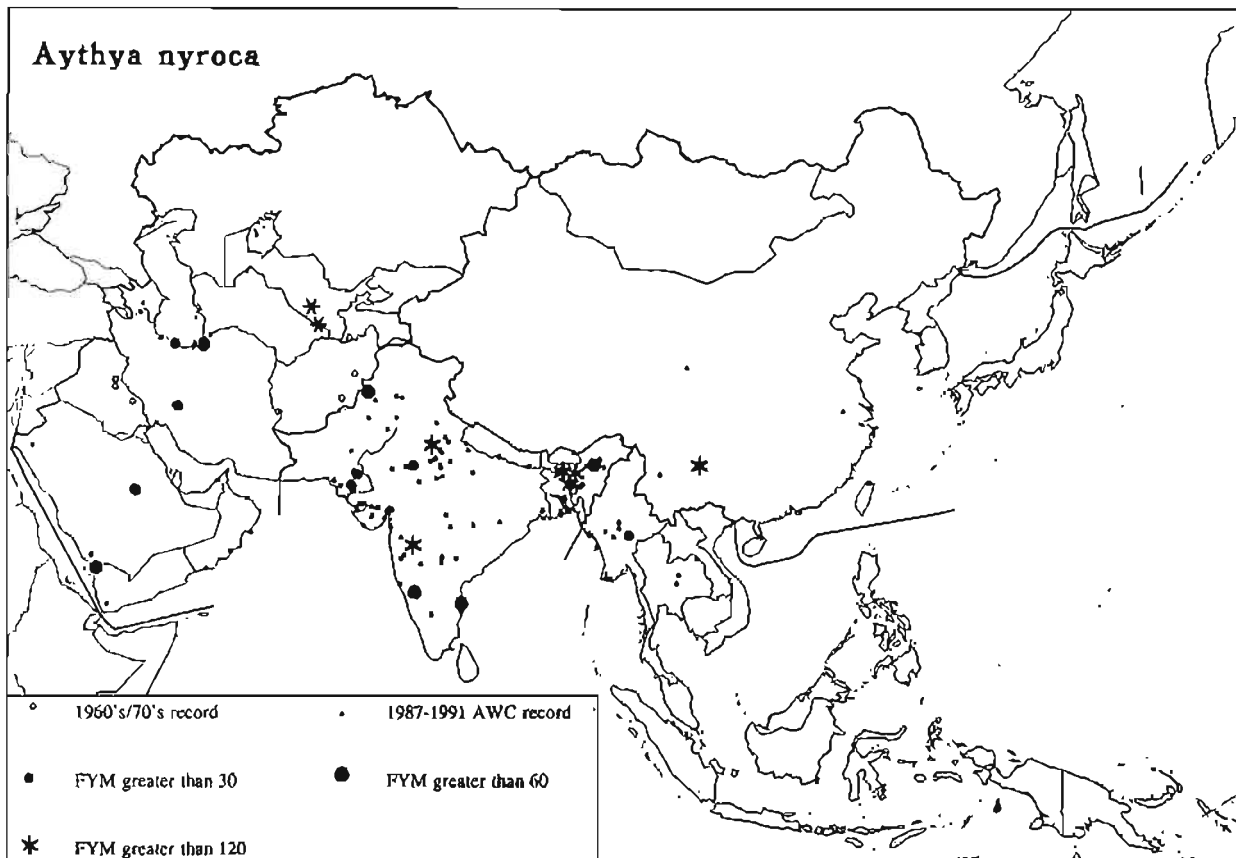 Aythya nyroca
1960's/70's record
1987-1991 AWC record
FYM greater than 30
FYM greater than 60
FYM greater than 120